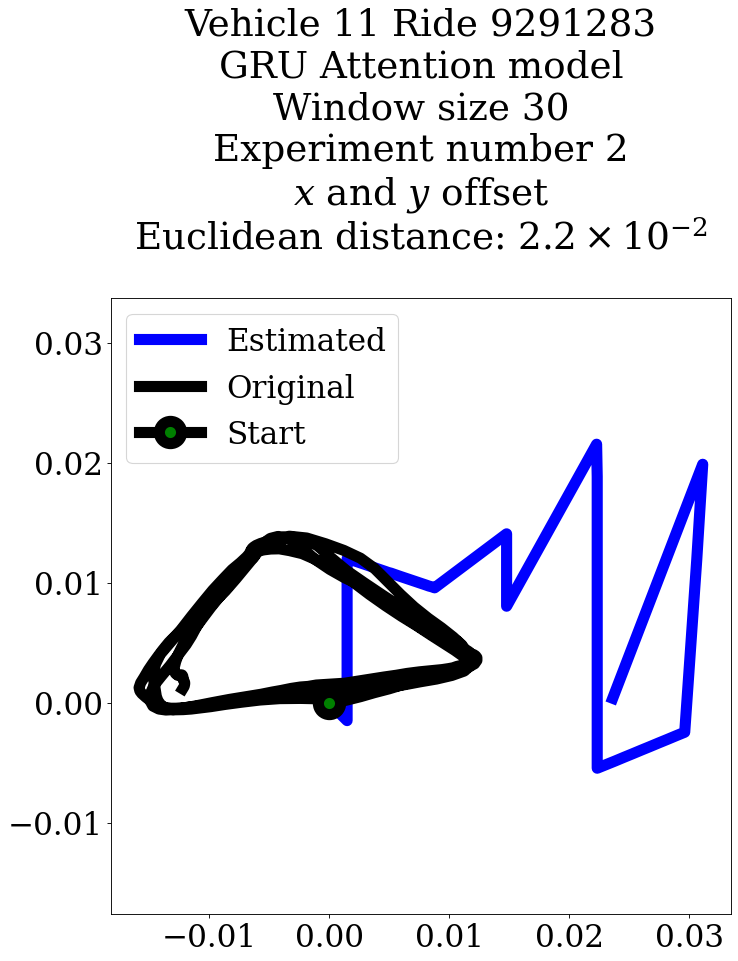 Vehicle 11 Ride 9291283
GRU Attention model
Window size 30
Experiment number 2
x and y offset
Euclidean distance: 2.2 × 10⁻²
Estimated
Original
Start
0.03
0.02
0.01
0.00
−0.01
−0.01 0.00 0.01 0.02 0.03